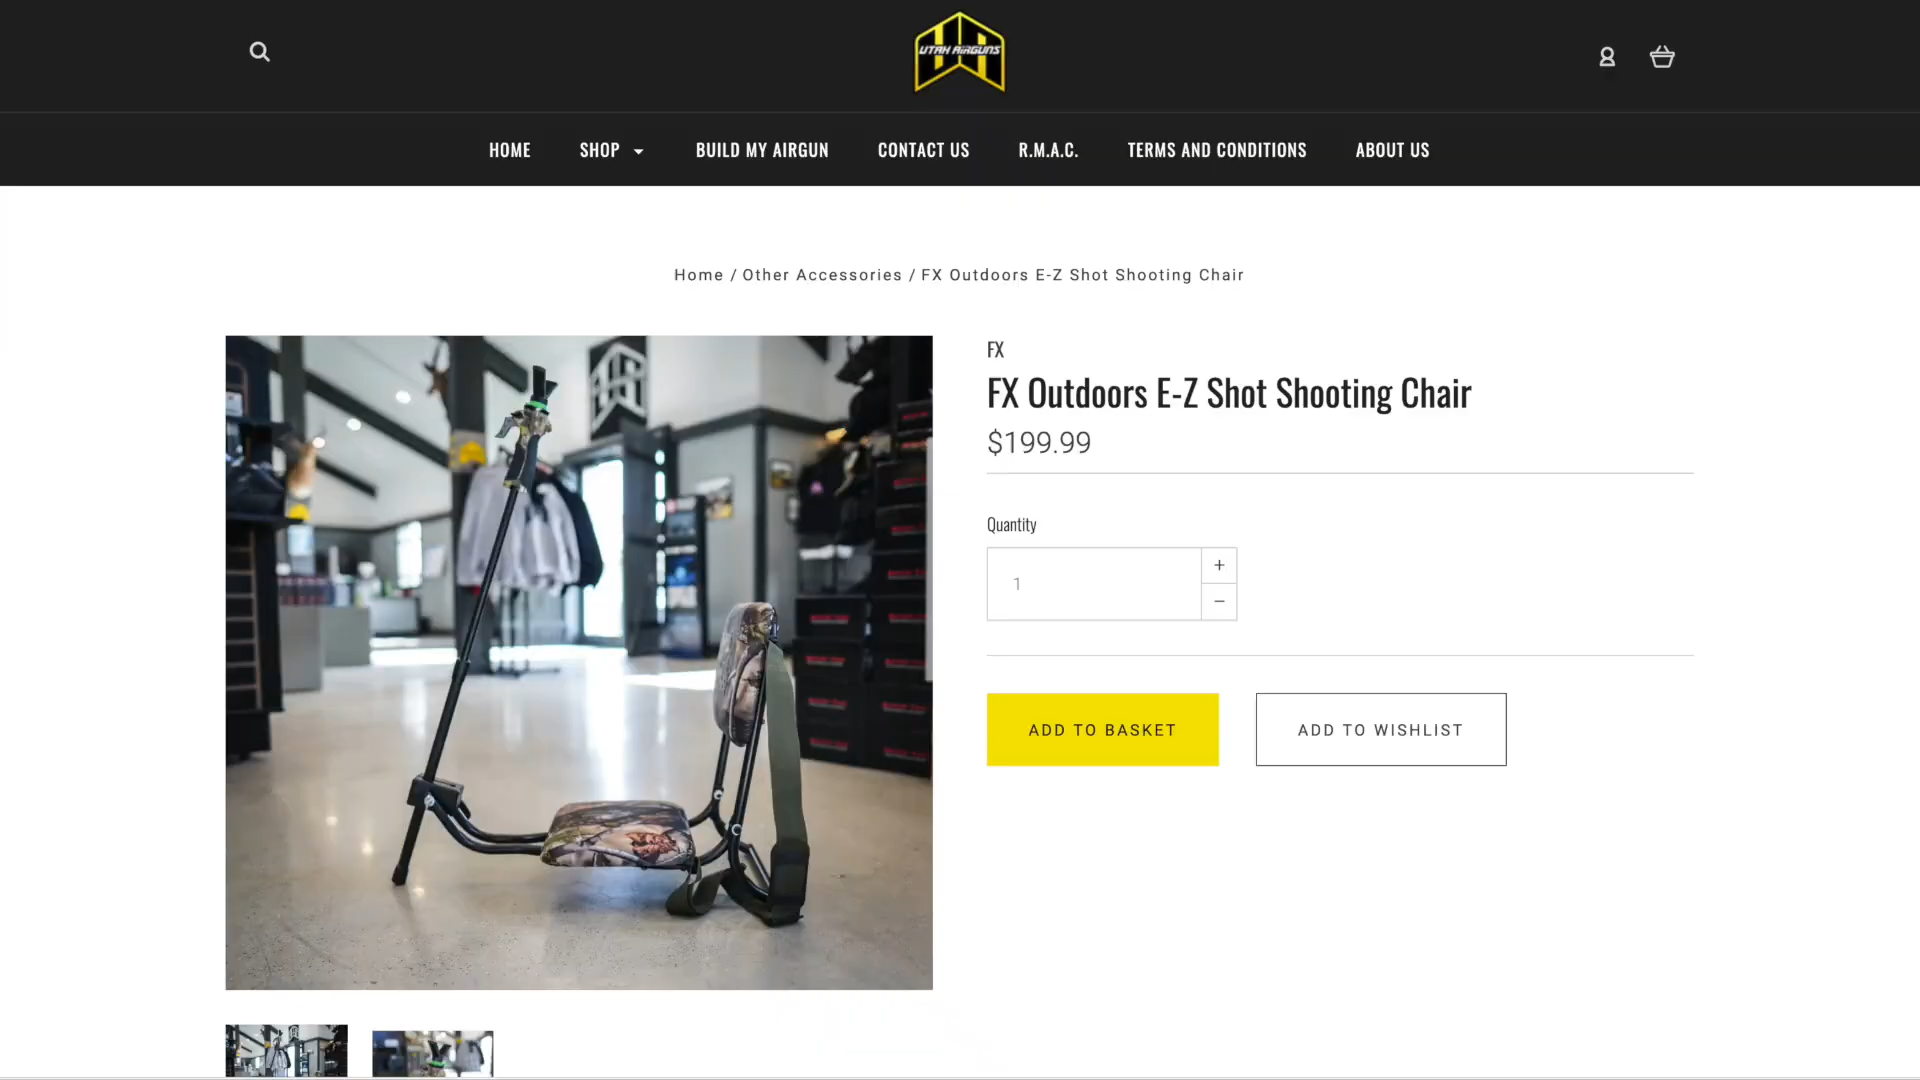 UTAH AIRGUNS
HOME
SHOP
BUILD MY AIRGUN
CONTACT US
R.M.A.C.
TERMS AND CONDITIONS
ABOUT US
Home / Other Accessories / FX Outdoors E-Z Shot Shooting Chair
FX
FX Outdoors E-Z Shot Shooting Chair
$199.99
Quantity
1
+
−
ADD TO BASKET
ADD TO WISHLIST